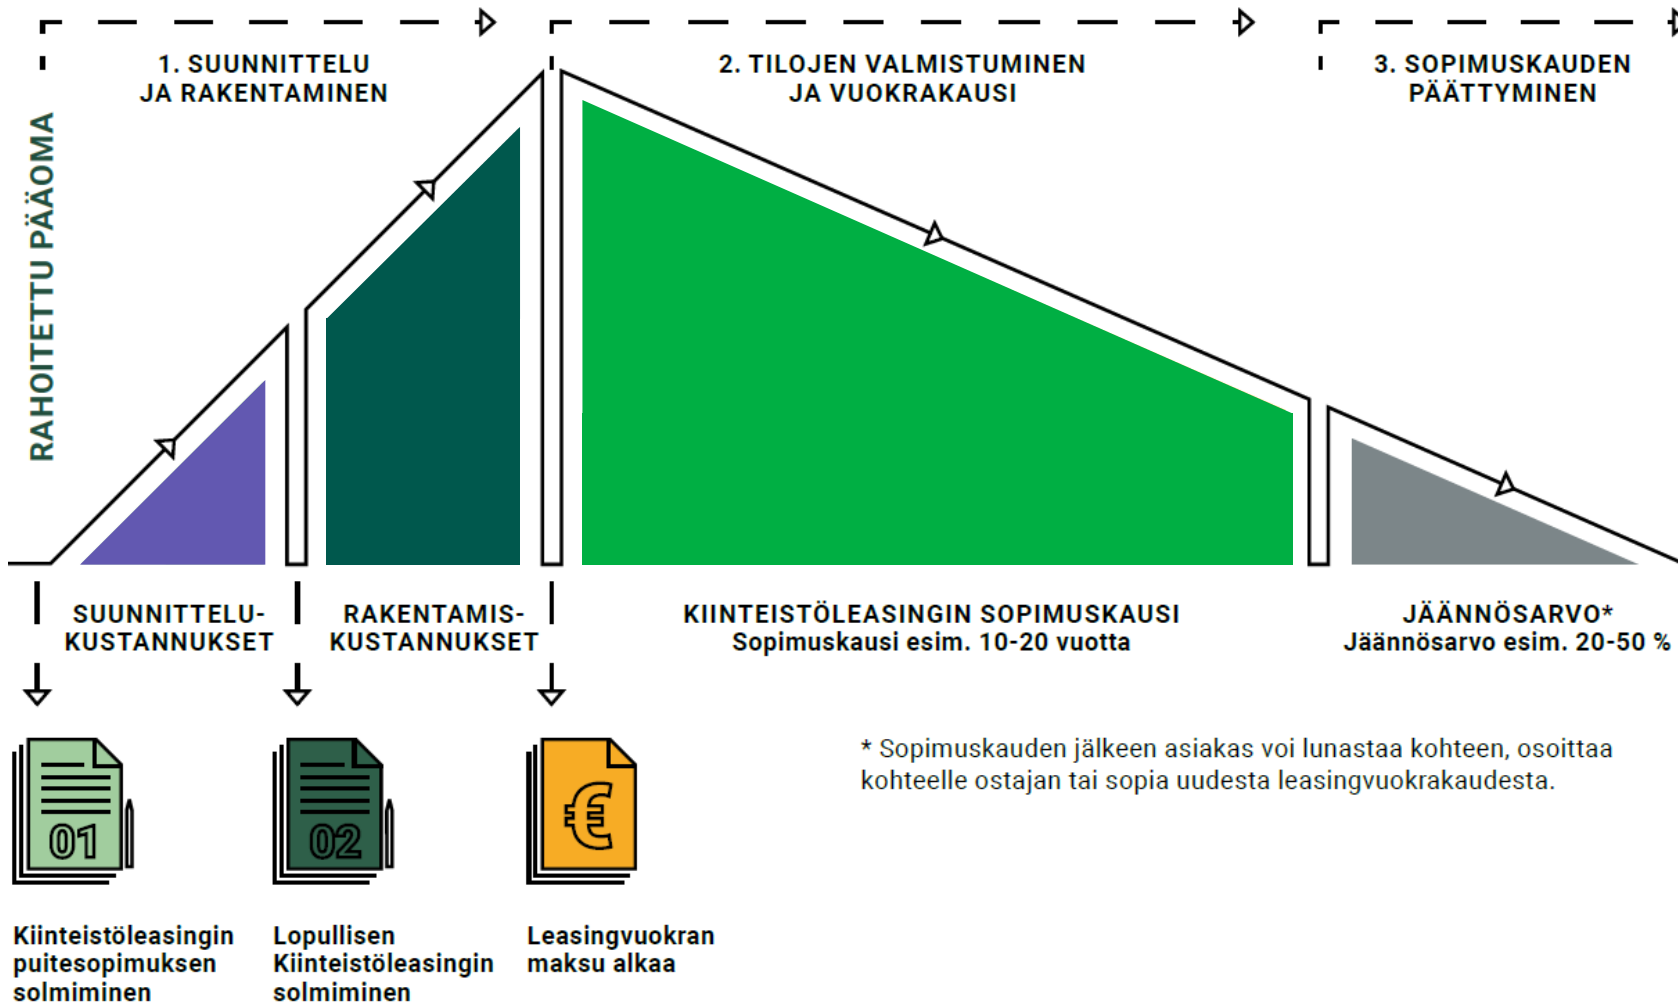 1. SUUNNITTELU
JA RAKENTAMINEN
2. TILOJEN VALMISTUMINEN
JA VUOKRAKAUSI
3. SOPIMUSKAUDEN
PÄÄTTYMINEN
RAHOITETTU PÄÄOMA
SUUNNITTELU-
KUSTANNUKSET
RAKENTAMIS-
KUSTANNUKSET
KIINTEISTÖLEASINGIN SOPIMUSKAUSI
Sopimuskausi esim. 10-20 vuotta
JÄÄNNÖSARVO*
Jäännösarvo esim. 20-50 %
* Sopimuskauden jälkeen asiakas voi lunastaa kohteen, osoittaa
kohteelle ostajan tai sopia uudesta leasingvuokrakaudesta.
01
02
€
Kiinteistöleasingin
puitesopimuksen
solmiminen
Lopullisen
Kiinteistöleasingin
solmiminen
Leasingvuokran
maksu alkaa